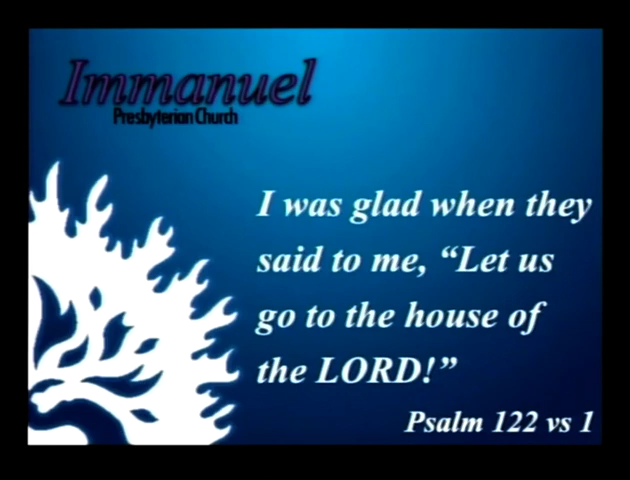 Immanuel
Presbyterian Church
I was glad when they
said to me, “Let us
go to the house of
the LORD!”
Psalm 122 vs 1